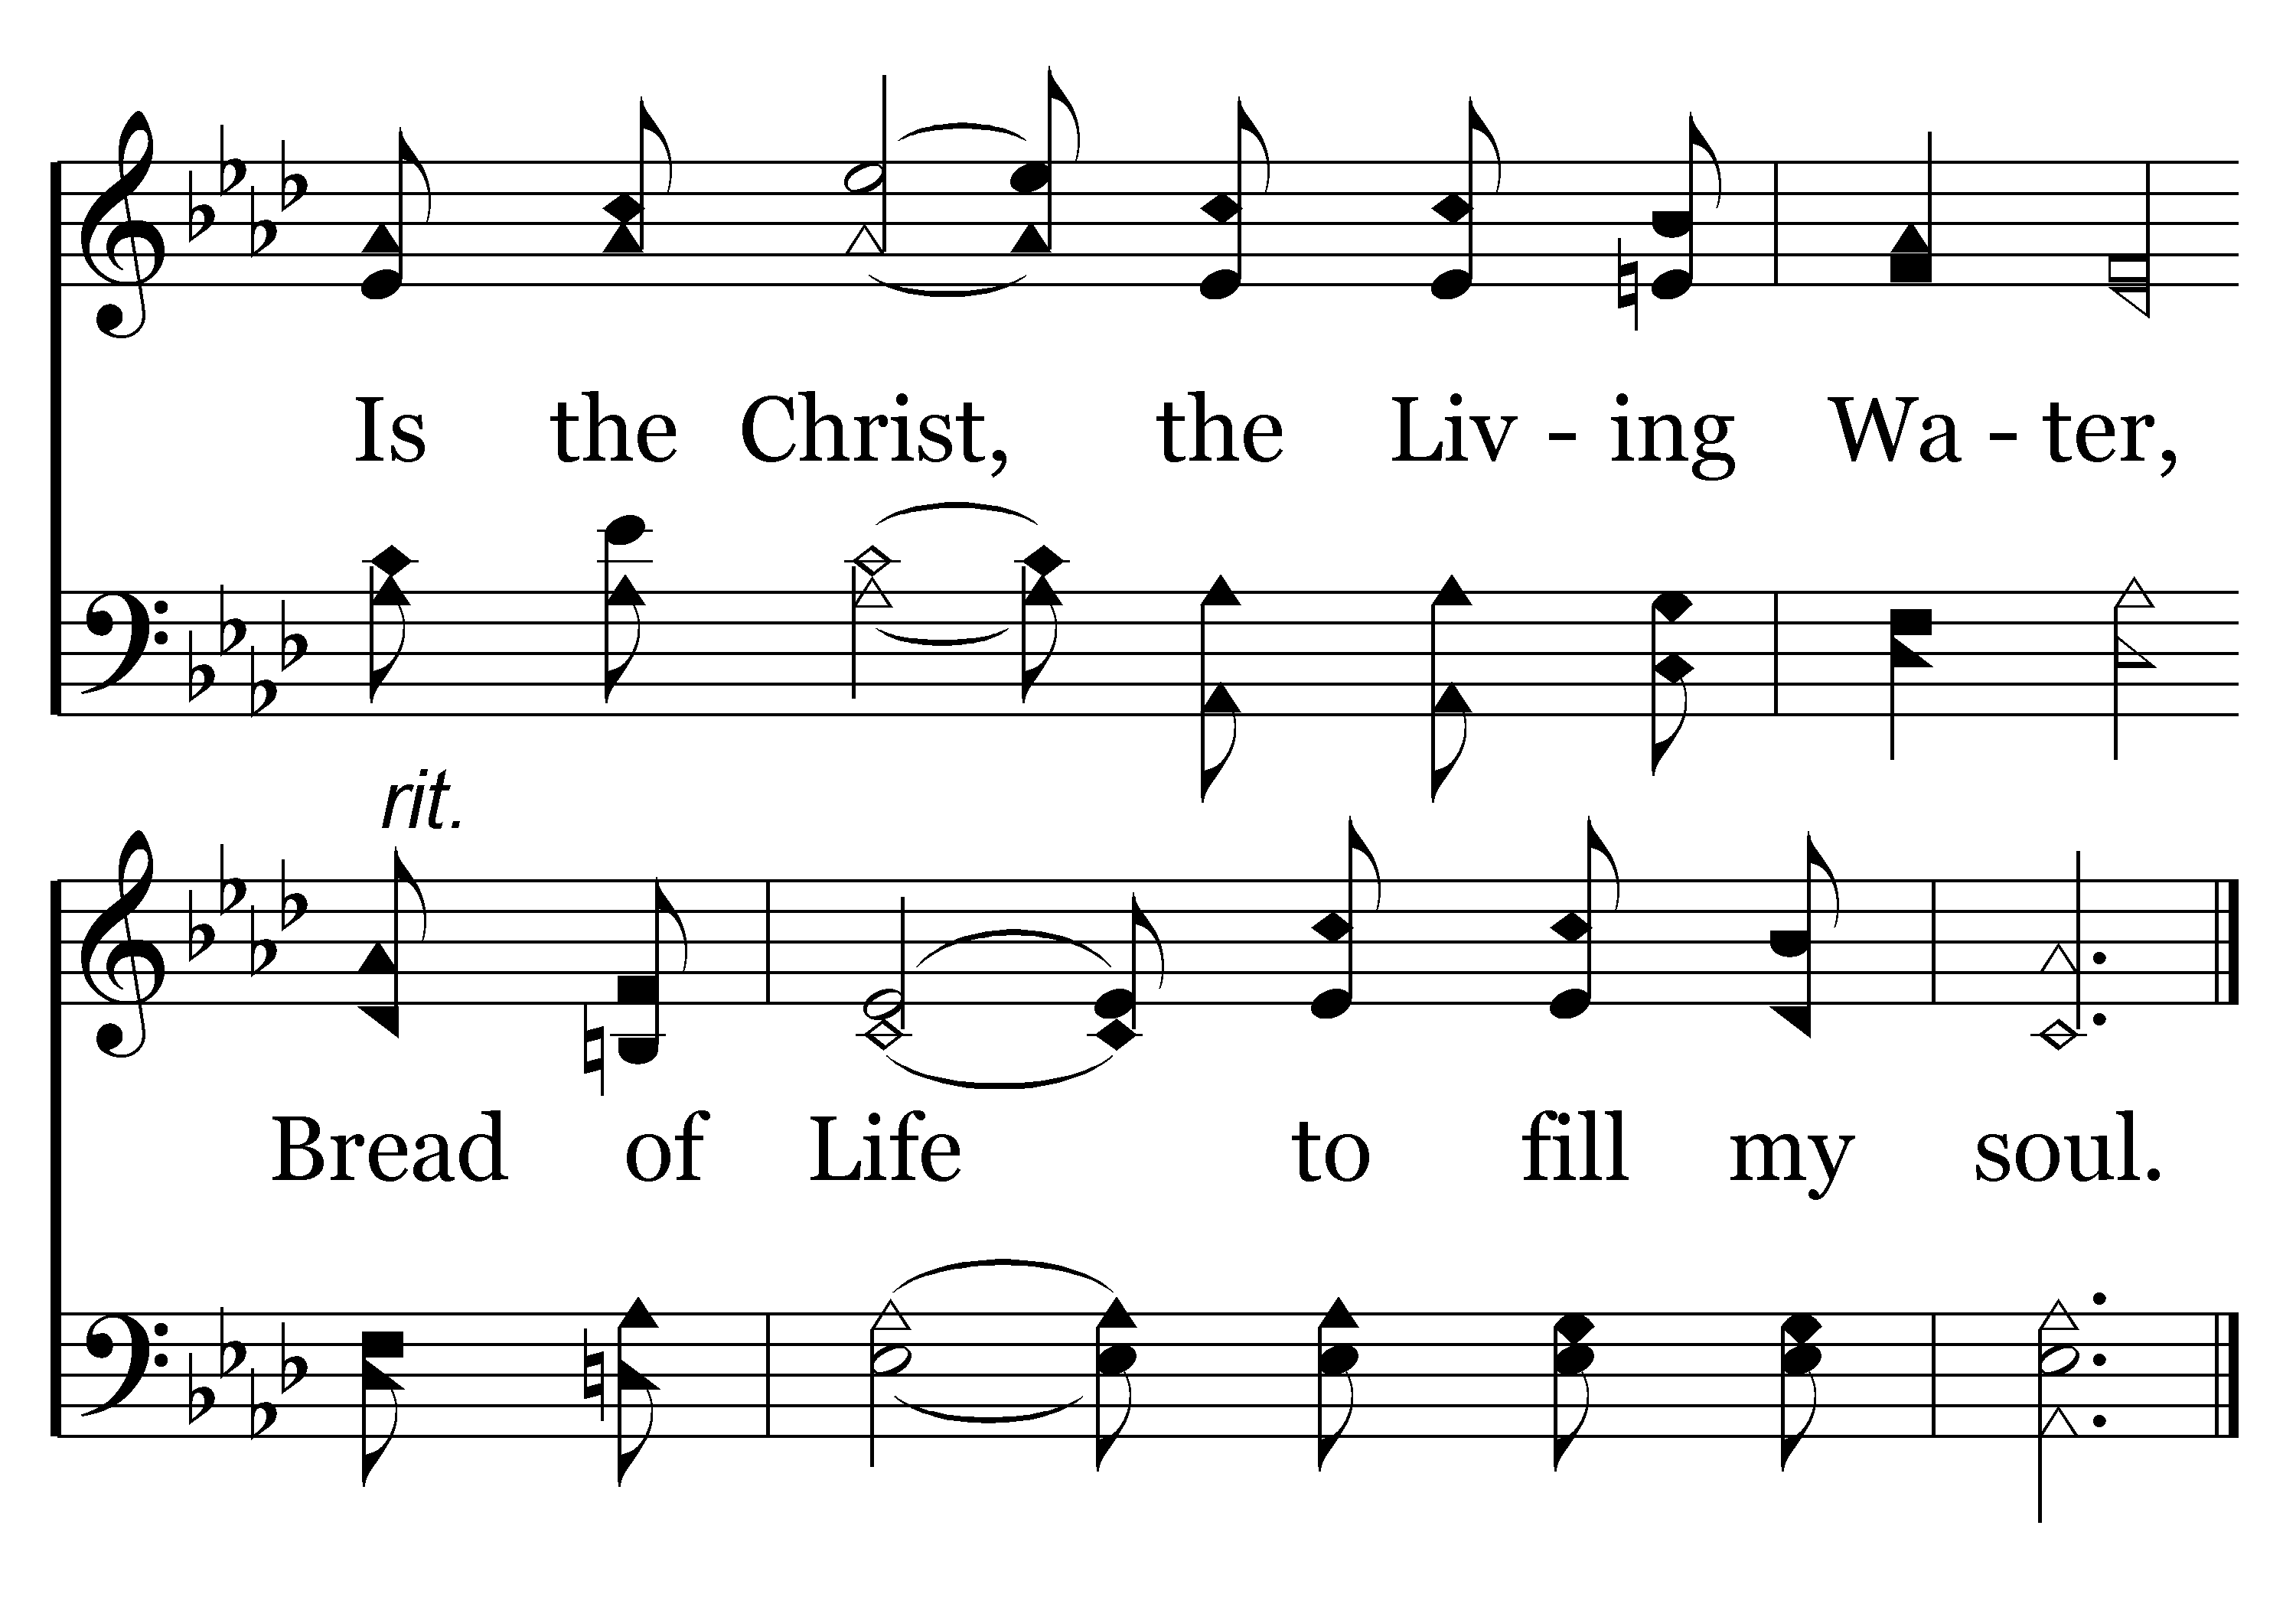 Is the Christ, the Liv - ing Wa - ter,
rit.
Bread of Life to fill my soul.